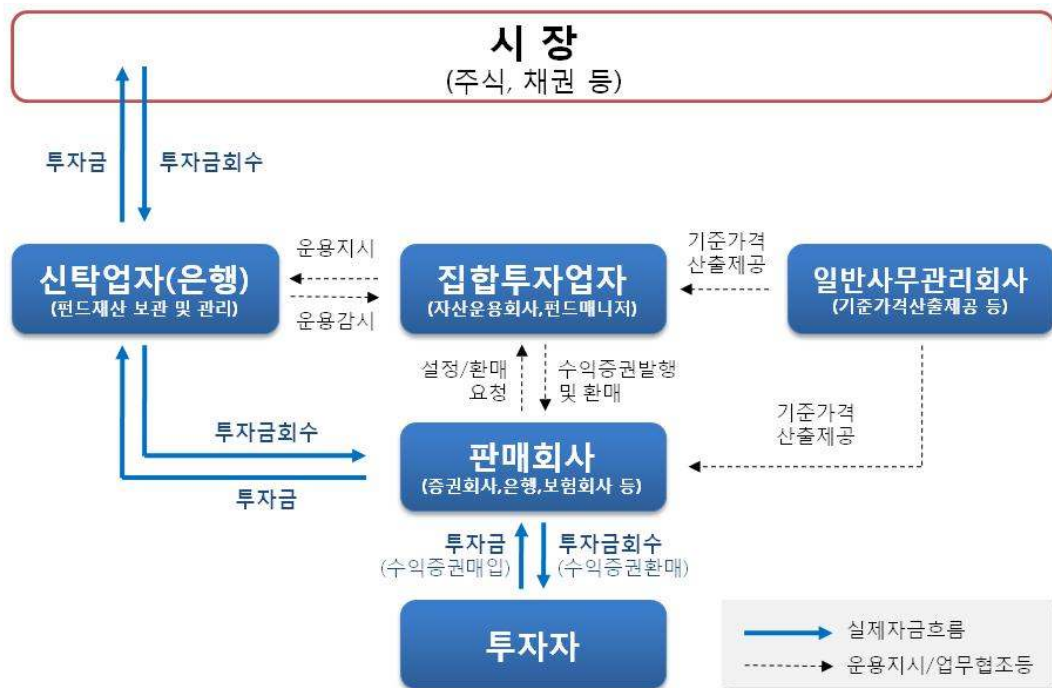 시 장
(주식, 채권 등)
투자금
투자금회수
신탁업자(은행)
(펀드재산 보관 및 관리)
운용지시
운용감시
집합투자업자
(자산운용회사,펀드매니저)
기준가격
산출제공
일반사무관리회사
(기준가격산출제공 등)
설정/환매
요청
수익증권발행
및 환매
기준가격
산출제공
투자금회수
투자금
판매회사
(증권회사,은행,보험회사 등)
투자금
(수익증권매입)
투자금회수
(수익증권환매)
투자자
실제자금흐름
운용지시/업무협조등